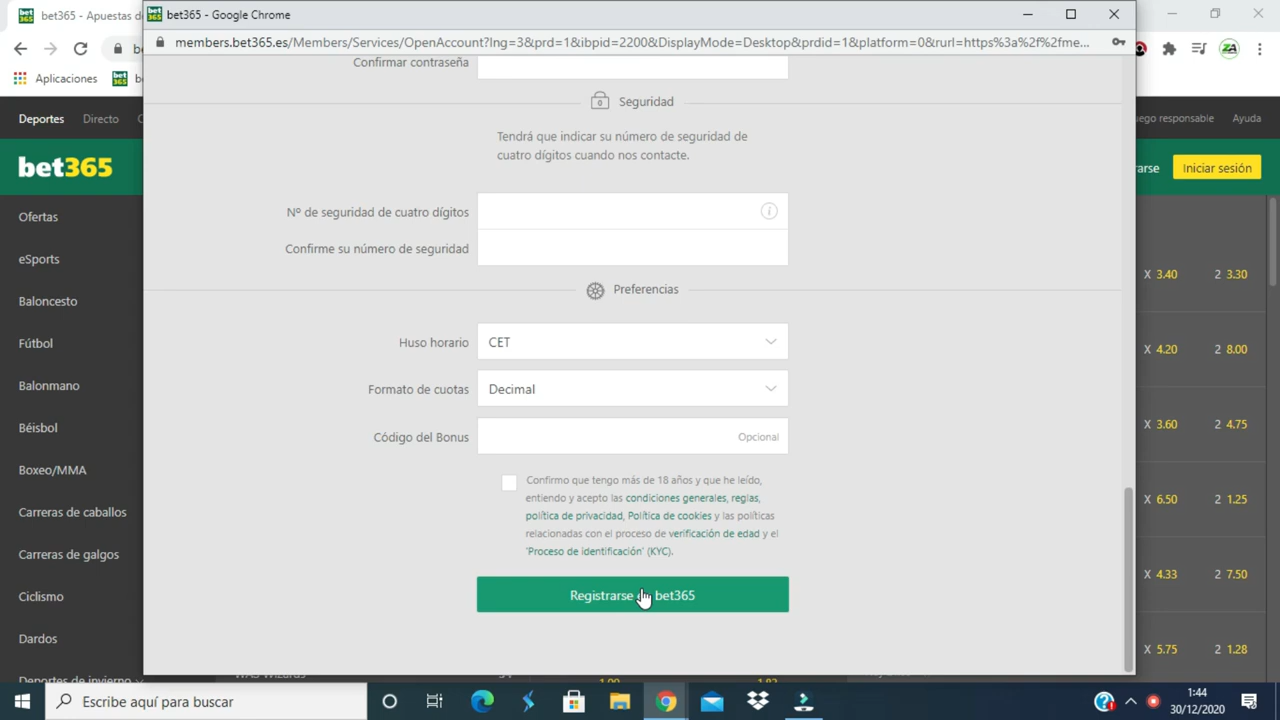 bet365 - Apuestas de
bet365 - Google Chrome
members.bet365.es/Members/Services/OpenAccount?lng=3&prd=1&ibpid=2200&DisplayMode=Desktop&prdid=1&platform=0&rurl=https%3a%2f%2fme...
Aplicaciones
Deportes Directo
Juego responsable Ayuda
bet365
Iniciar sesión
Ofertas
eSports
Baloncesto
Fútbol
Balonmano
Béisbol
Boxeo/MMA
Carreras de caballos
Carreras de galgos
Ciclismo
Dardos
Deportes de invierno
Confirmar contraseña
Seguridad
Tendrá que indicar su número de seguridad de
cuatro dígitos cuando nos contacte.
Nº de seguridad de cuatro dígitos
Confirme su número de seguridad
Preferencias
Huso horario CET
Formato de cuotas Decimal
Código del Bonus Opcional
Confirmo que tengo más de 18 años y que he leído,
entiendo y acepto las condiciones generales, reglas,
política de privacidad, Política de cookies y las políticas
relacionadas con el proceso de verificación de edad y el
'Proceso de identificación' (KYC).
Registrarse bet365
X 3.40 2 3.30
X 4.20 2 8.00
X 3.60 2 4.75
X 6.50 2 1.25
X 4.33 2 7.50
X 5.75 2 1.28
WAS Wizards
Escribe aquí para buscar
1:44
30/12/2020